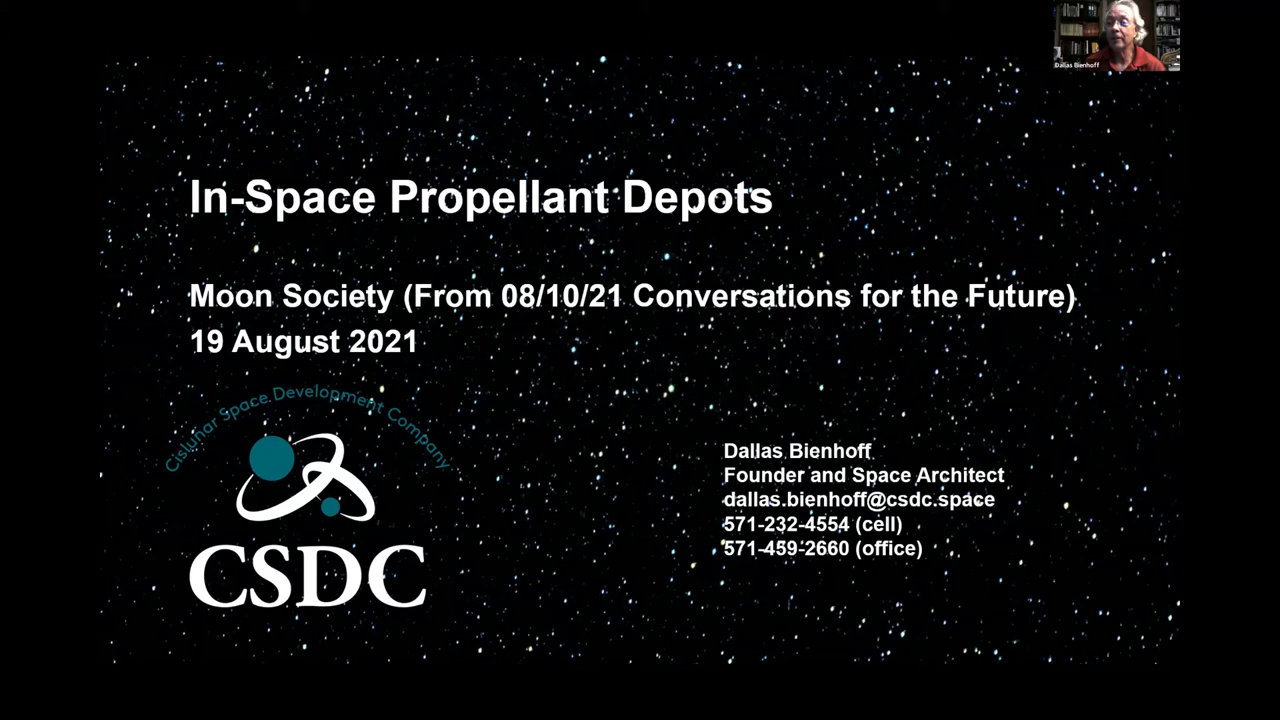 Dallas Bienhoff
In-Space Propellant Depots
Moon Society (From 08/10/21 Conversations for the Future)
19 August 2021
Cislunar Space Development Company
CSDC
Dallas Bienhoff
Founder and Space Architect
dallas.bienhoff@csdc.space
571-232-4554 (cell)
571-459-2660 (office)